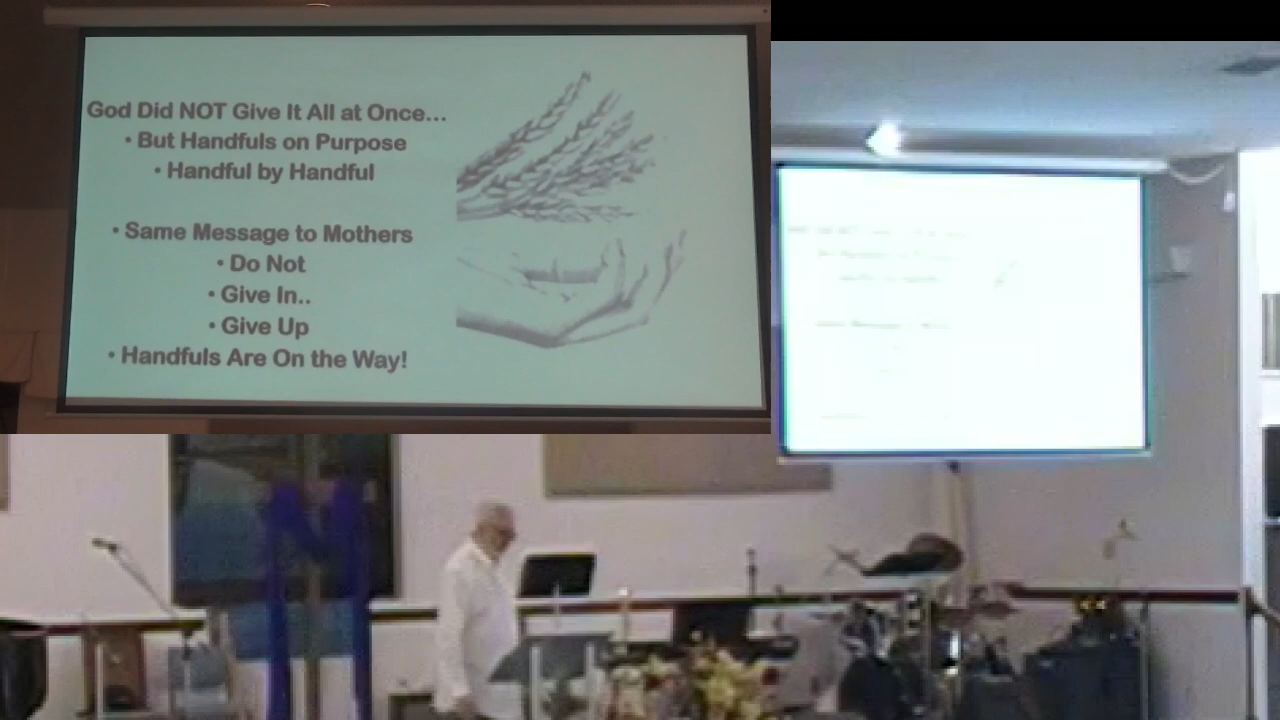 God Did NOT Give It All at Once...
• But Handfuls on Purpose
• Handful by Handful
• Same Message to Mothers
• Do Not
• Give In..
• Give Up
• Handfuls Are On the Way!